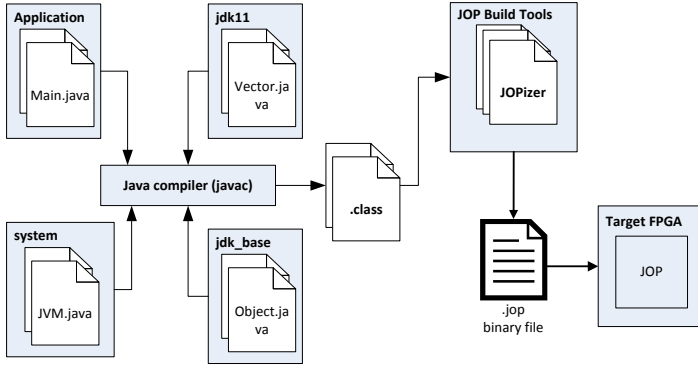 Application
Main.java
jdk11
Vector.ja
va
JOP Build Tools
JOPizer
Java compiler (javac)
.class
system
JVM.java
jdk_base
Object.ja
va
.jop
binary file
Target FPGA
JOP